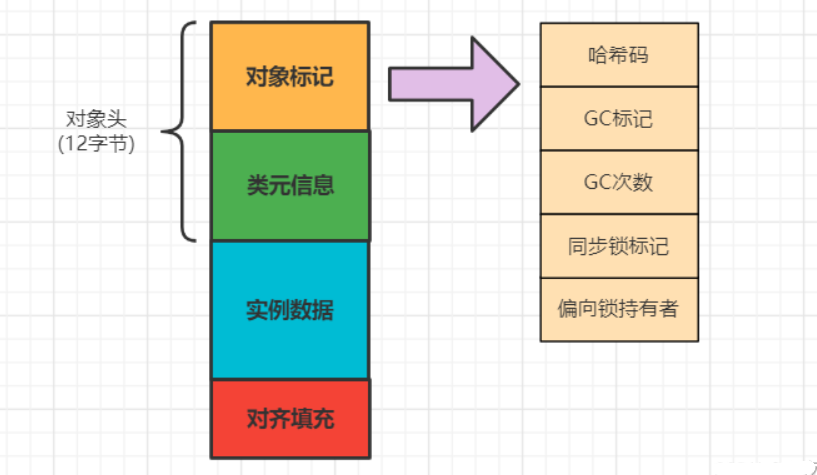 对象头
(12字节)
对象标记
类元信息
实例数据
对齐填充
哈希码
GC标记
GC次数
同步锁标记
偏向锁持有者